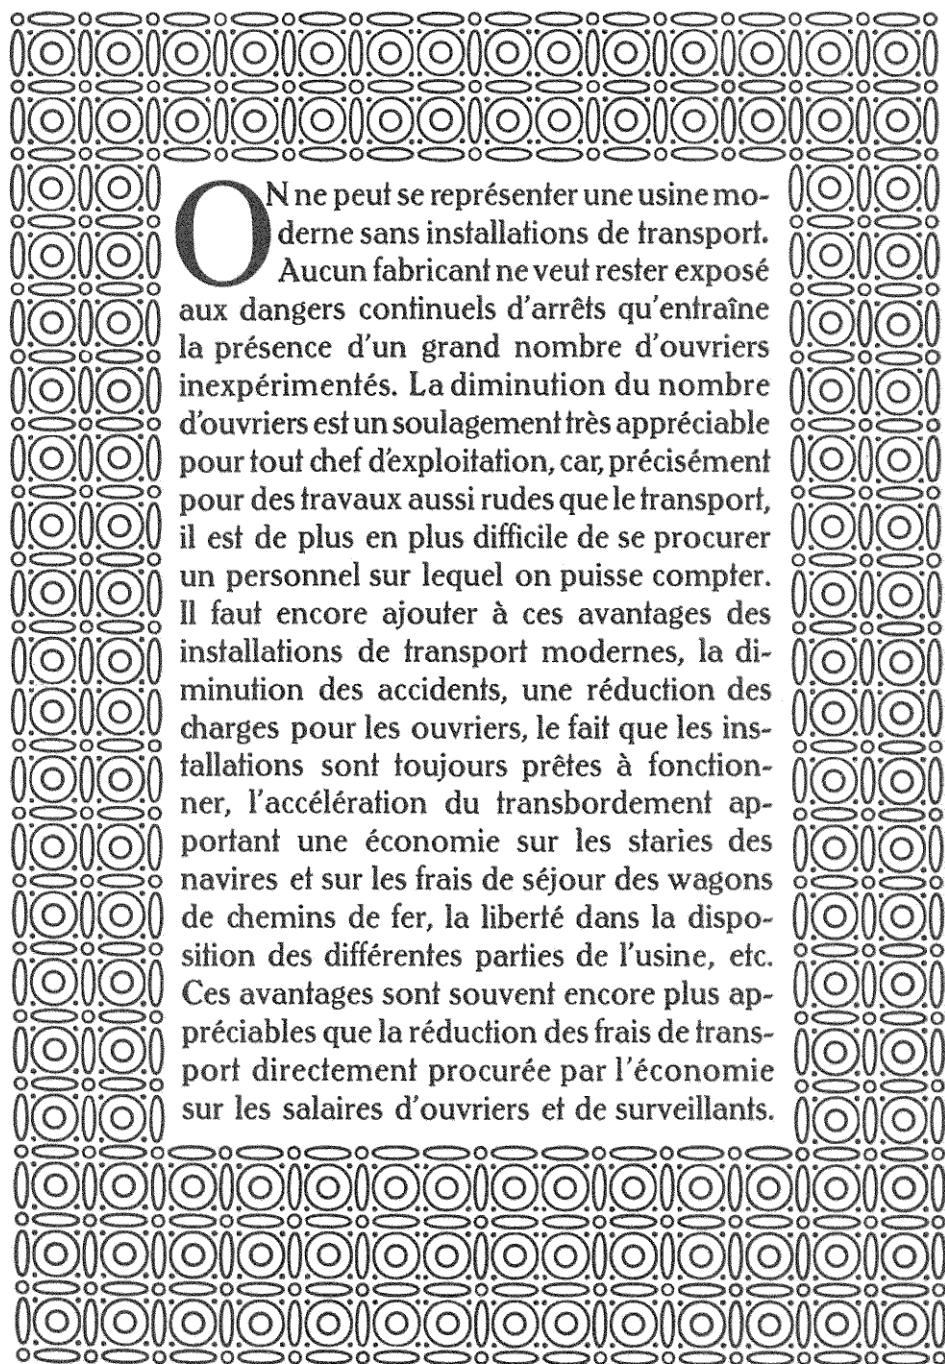 ON ne peut se représenter une usine mo-
derne sans installations de transport.
Aucun fabricant ne veut rester exposé
aux dangers continuels d'arrêts qu'entraîne
la présence d'un grand nombre d'ouvriers
inexpérimentés. La diminution du nombre
d'ouvriers est un soulagement très appréciable
pour tout chef d'exploitation, car, précisément
pour des travaux aussi rudes que le transport,
il est de plus en plus difficile de se procurer
un personnel sur lequel on puisse compter.
Il faut encore ajouter à ces avantages des
installations de transport modernes, la di-
minution des accidents, une réduction des
charges pour les ouvriers, le fait que les ins-
tallations sont toujours prêtes à fonction-
ner, l'accélération du transbordement ap-
portant une économie sur les staries des
navires et sur les frais de séjour des wagons
de chemins de fer, la liberté dans la dispo-
sition des différentes parties de l'usine, etc.
Ces avantages sont souvent encore plus ap-
préciables que la réduction des frais de trans-
port directement procurée par l'économie
sur les salaires d'ouvriers et de surveillants.